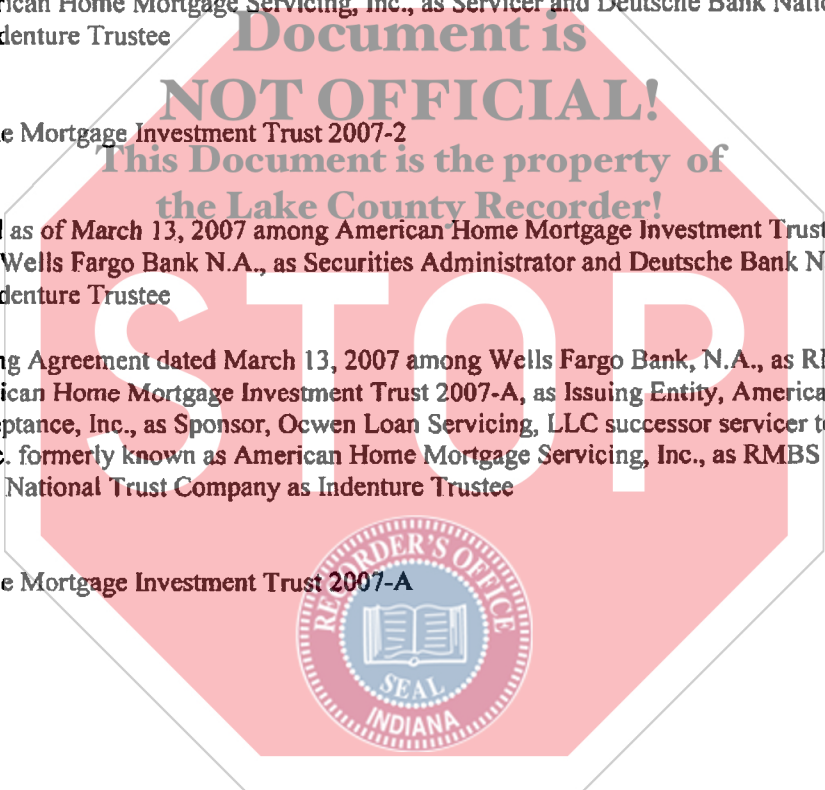 rican Home Mortgage Servicing, Inc., as Servicer and Deutsche Bank Natio
denture Trustee
Document is
NOT OFFICIAL!
e Mortgage Investment Trust 2007-2
This Document is the property of
the Lake County Recorder!
as of March 13, 2007 among American Home Mortgage Investment Trust
Wells Fargo Bank N.A., as Securities Administrator and Deutsche Bank N
denture Trustee
STOP
ng Agreement dated March 13, 2007 among Wells Fargo Bank, N.A., as RM
ican Home Mortgage Investment Trust 2007-A, as Issuing Entity, America
ptance, Inc., as Sponsor, Ocwen Loan Servicing, LLC successor servicer to
c. formerly known as American Home Mortgage Servicing, Inc., as RMBS
National Trust Company as Indenture Trustee
e Mortgage Investment Trust 2007-A
RECORDER'S OFFICE
SEAL
INDIANA